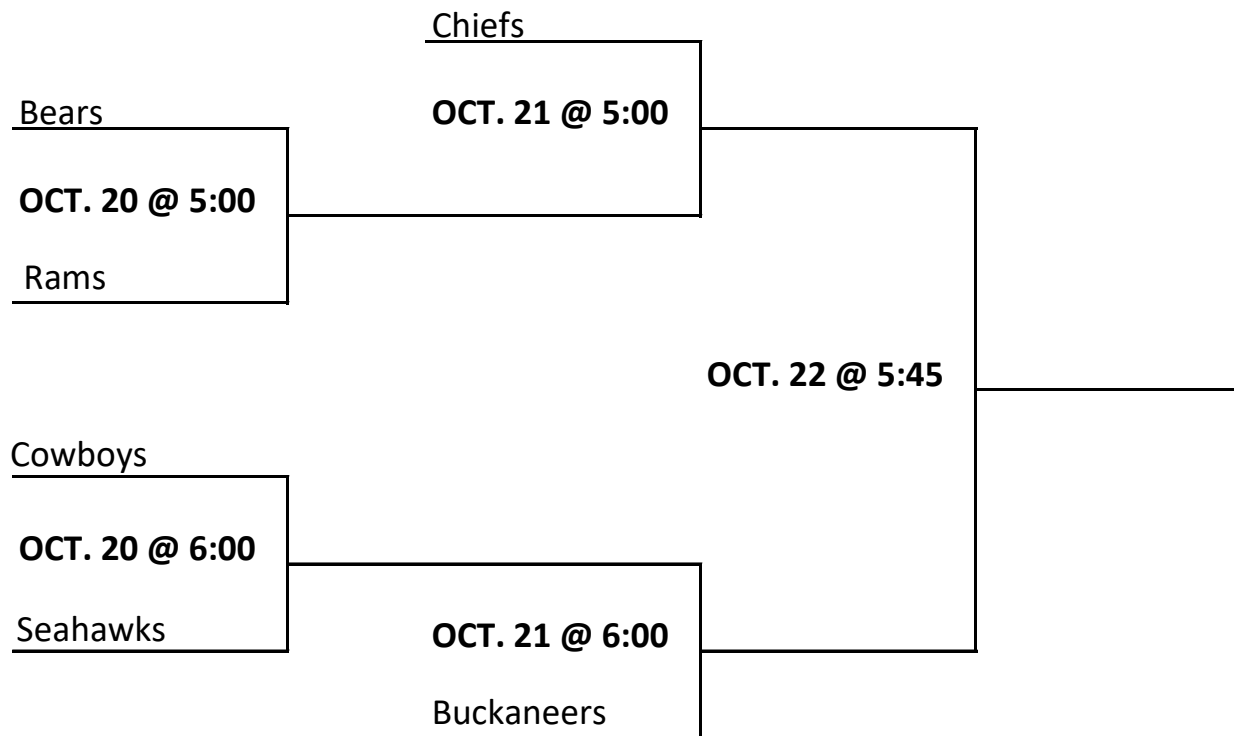 Chiefs
Bears
OCT. 21 @ 5:00
OCT. 20 @ 5:00
Rams
OCT. 22 @ 5:45
Cowboys
OCT. 20 @ 6:00
Seahawks
OCT. 21 @ 6:00
Buckaneers